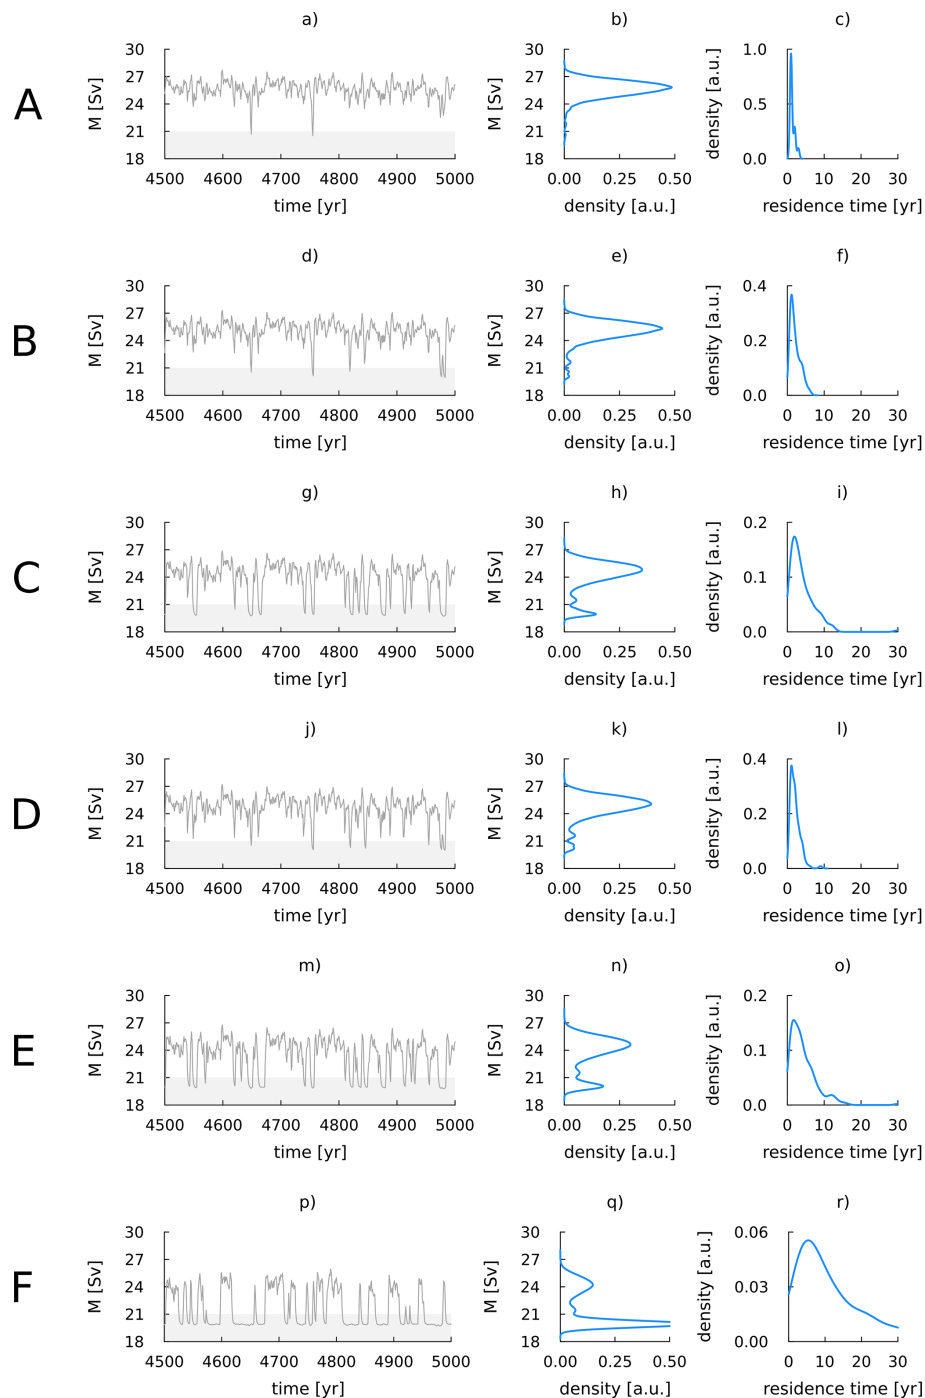 a) b) c)
A
M [Sv] 30 27 24 21 18
4500 4600 4700 4800 4900 5000
time [yr]
M [Sv]
0.00 0.25 0.50
density [a.u.]
density [a.u.] 1.0 0.5 0.0
0 10 20 30
residence time [yr]
d) e) f)
B
M [Sv] 30 27 24 21 18
4500 4600 4700 4800 4900 5000
time [yr]
M [Sv] 30 27 24 21 18
0.00 0.25 0.50
density [a.u.]
density [a.u.] 0.4 0.2 0.0
0 10 20 30
residence time [yr]
g) h) i)
C
M [Sv] 30 27 24 21 18
4500 4600 4700 4800 4900 5000
time [yr]
M [Sv] 30 27 24 21 18
0.00 0.25 0.50
density [a.u.]
density [a.u.] 0.2 0.1 0.0
0 10 20 30
residence time [yr]
j) k) l)
D
M [Sv] 30 27 24 21 18
4500 4600 4700 4800 4900 5000
time [yr]
M [Sv] 30 27 24 21 18
0.00 0.25 0.50
density [a.u.]
density [a.u.] 0.4 0.2 0.0
0 10 20 30
residence time [yr]
m) n) o)
E
M [Sv] 30 27 24 21 18
4500 4600 4700 4800 4900 5000
time [yr]
M [Sv] 30 27 24 21 18
0.00 0.25 0.50
density [a.u.]
density [a.u.] 0.2 0.1 0.0
0 10 20 30
residence time [yr]
p) q) r)
F
M [Sv] 30 27 24 21 18
4500 4600 4700 4800 4900 5000
time [yr]
M [Sv] 30 27 24 21 18
0.00 0.25 0.50
density [a.u.]
density [a.u.] 0.06 0.03 0.00
0 10 20 30
residence time [yr]